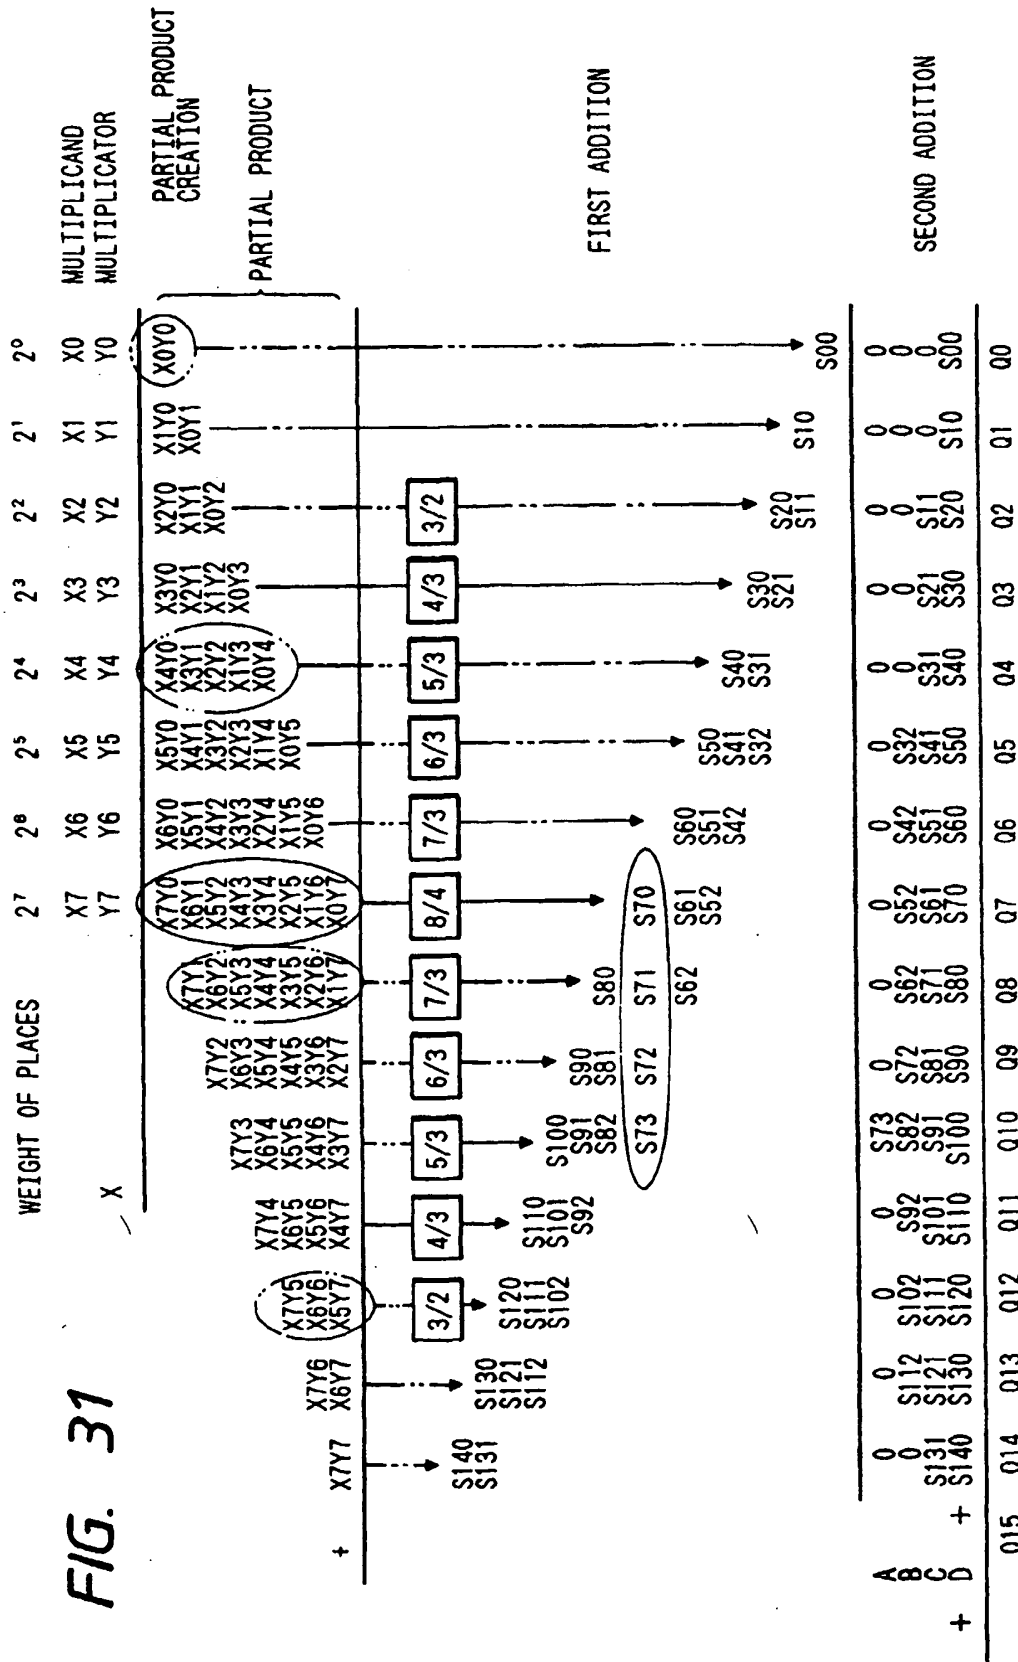 FIG. 31
WEIGHT OF PLACES 2⁷ 2⁶ 2⁵ 2⁴ 2³ 2² 2¹ 2⁰
X7 X6 X5 X4 X3 X2 X1 X0 MULTIPLICAND
X Y7 Y6 Y5 Y4 Y3 Y2 Y1 Y0 MULTIPLICATOR
X7Y0 X6Y0 X5Y0 X4Y0 X3Y0 X2Y0 X1Y0 X0Y0 PARTIAL PRODUCT
X7Y1 X6Y1 X5Y1 X4Y1 X3Y1 X2Y1 X1Y1 X0Y1 CREATION
X7Y2 X6Y2 X5Y2 X4Y2 X3Y2 X2Y2 X1Y2 X0Y2
X7Y3 X6Y3 X5Y3 X4Y3 X3Y3 X2Y3 X1Y3 X0Y3
X7Y4 X6Y4 X5Y4 X4Y4 X3Y4 X2Y4 X1Y4 X0Y4 PARTIAL PRODUCT
X7Y5 X6Y5 X5Y5 X4Y5 X3Y5 X2Y5 X1Y5 X0Y5
X7Y6 X6Y6 X5Y6 X4Y6 X3Y6 X2Y6 X1Y6 X0Y6
+ X7Y7 X6Y7 X5Y7 X4Y7 X3Y7 X2Y7 X1Y7 X0Y7
3/2 4/3 5/3 6/3 7/3 8/4 7/3 6/3 5/3 4/3 3/2
S140
S131 S130
S121 S120
S112 S111 S110
S102 S101 S100
S92 S91 S90
S82 S81 S80 FIRST ADDITION
S73 S72 S71 S70
S62 S61 S60
S52 S51 S50
S42 S41 S40
S32 S31 S30
S21 S20
S11 S10
S00
A 0 0 0 0 S73 0 0 0 0 0 0 0 0 0 0
B 0 S112 S102 S92 S82 S72 S62 S52 S42 S32 0 0 0 0 0
C S131 S121 S111 S101 S91 S81 S71 S61 S51 S41 S31 S21 S11 0 0 SECOND ADDITION
+ D + S140 S130 S120 S110 S100 S90 S80 S70 S60 S50 S40 S30 S20 S10 S00
Q15 Q14 Q13 Q12 Q11 Q10 Q9 Q8 Q7 Q6 Q5 Q4 Q3 Q2 Q1 Q0